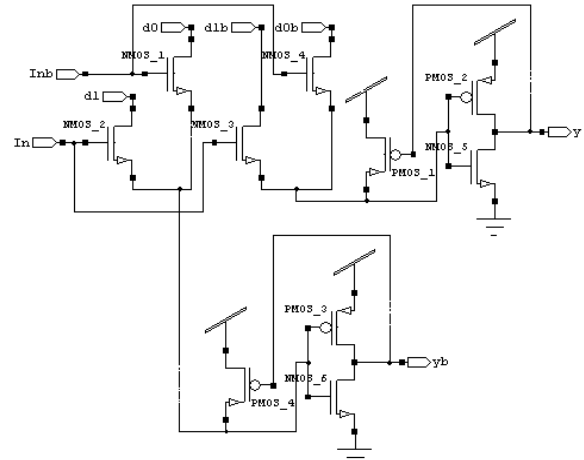 d0
d1b
d0b
NMOS_1
NMOS_4
Inb
PMOS_2
d1
NMOS_2
NMOS_3
In
y
NMOS_5
PMOS_1
PMOS_3
yb
NMOS_6
PMOS_4